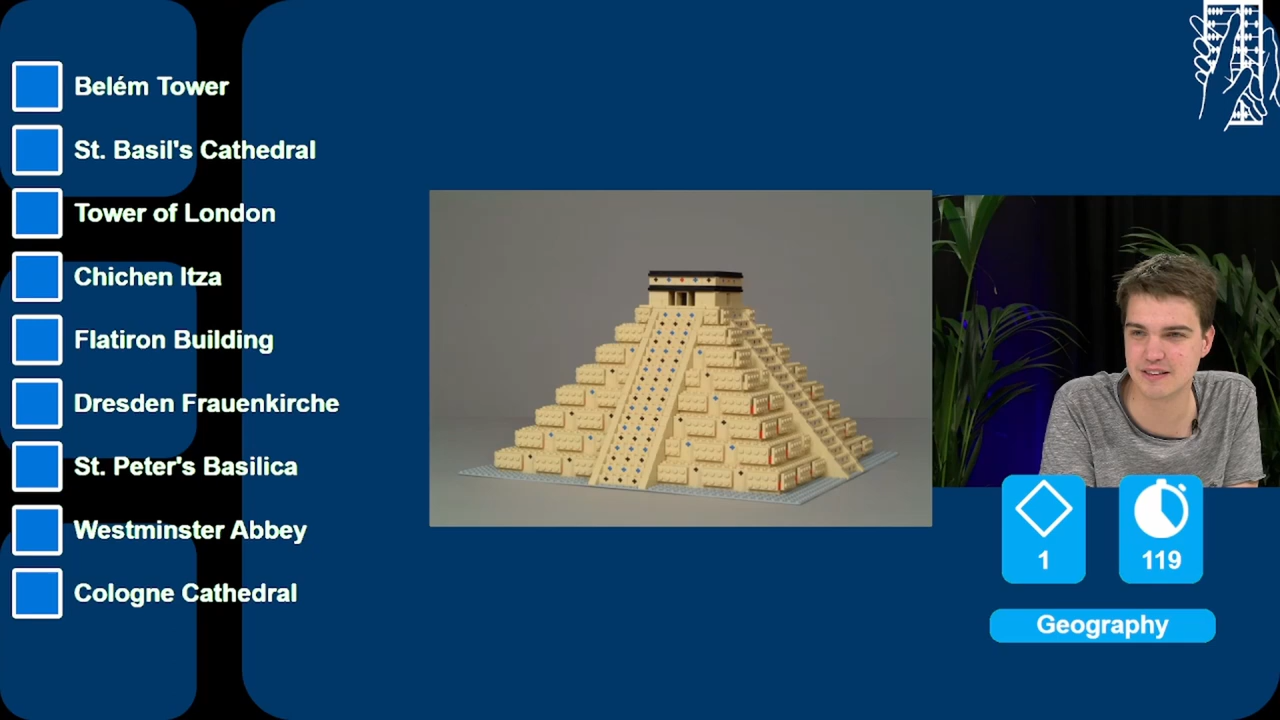 Belém Tower
St. Basil's Cathedral
Tower of London
Chichen Itza
Flatiron Building
Dresden Frauenkirche
St. Peter's Basilica
Westminster Abbey
Cologne Cathedral
1
119
Geography